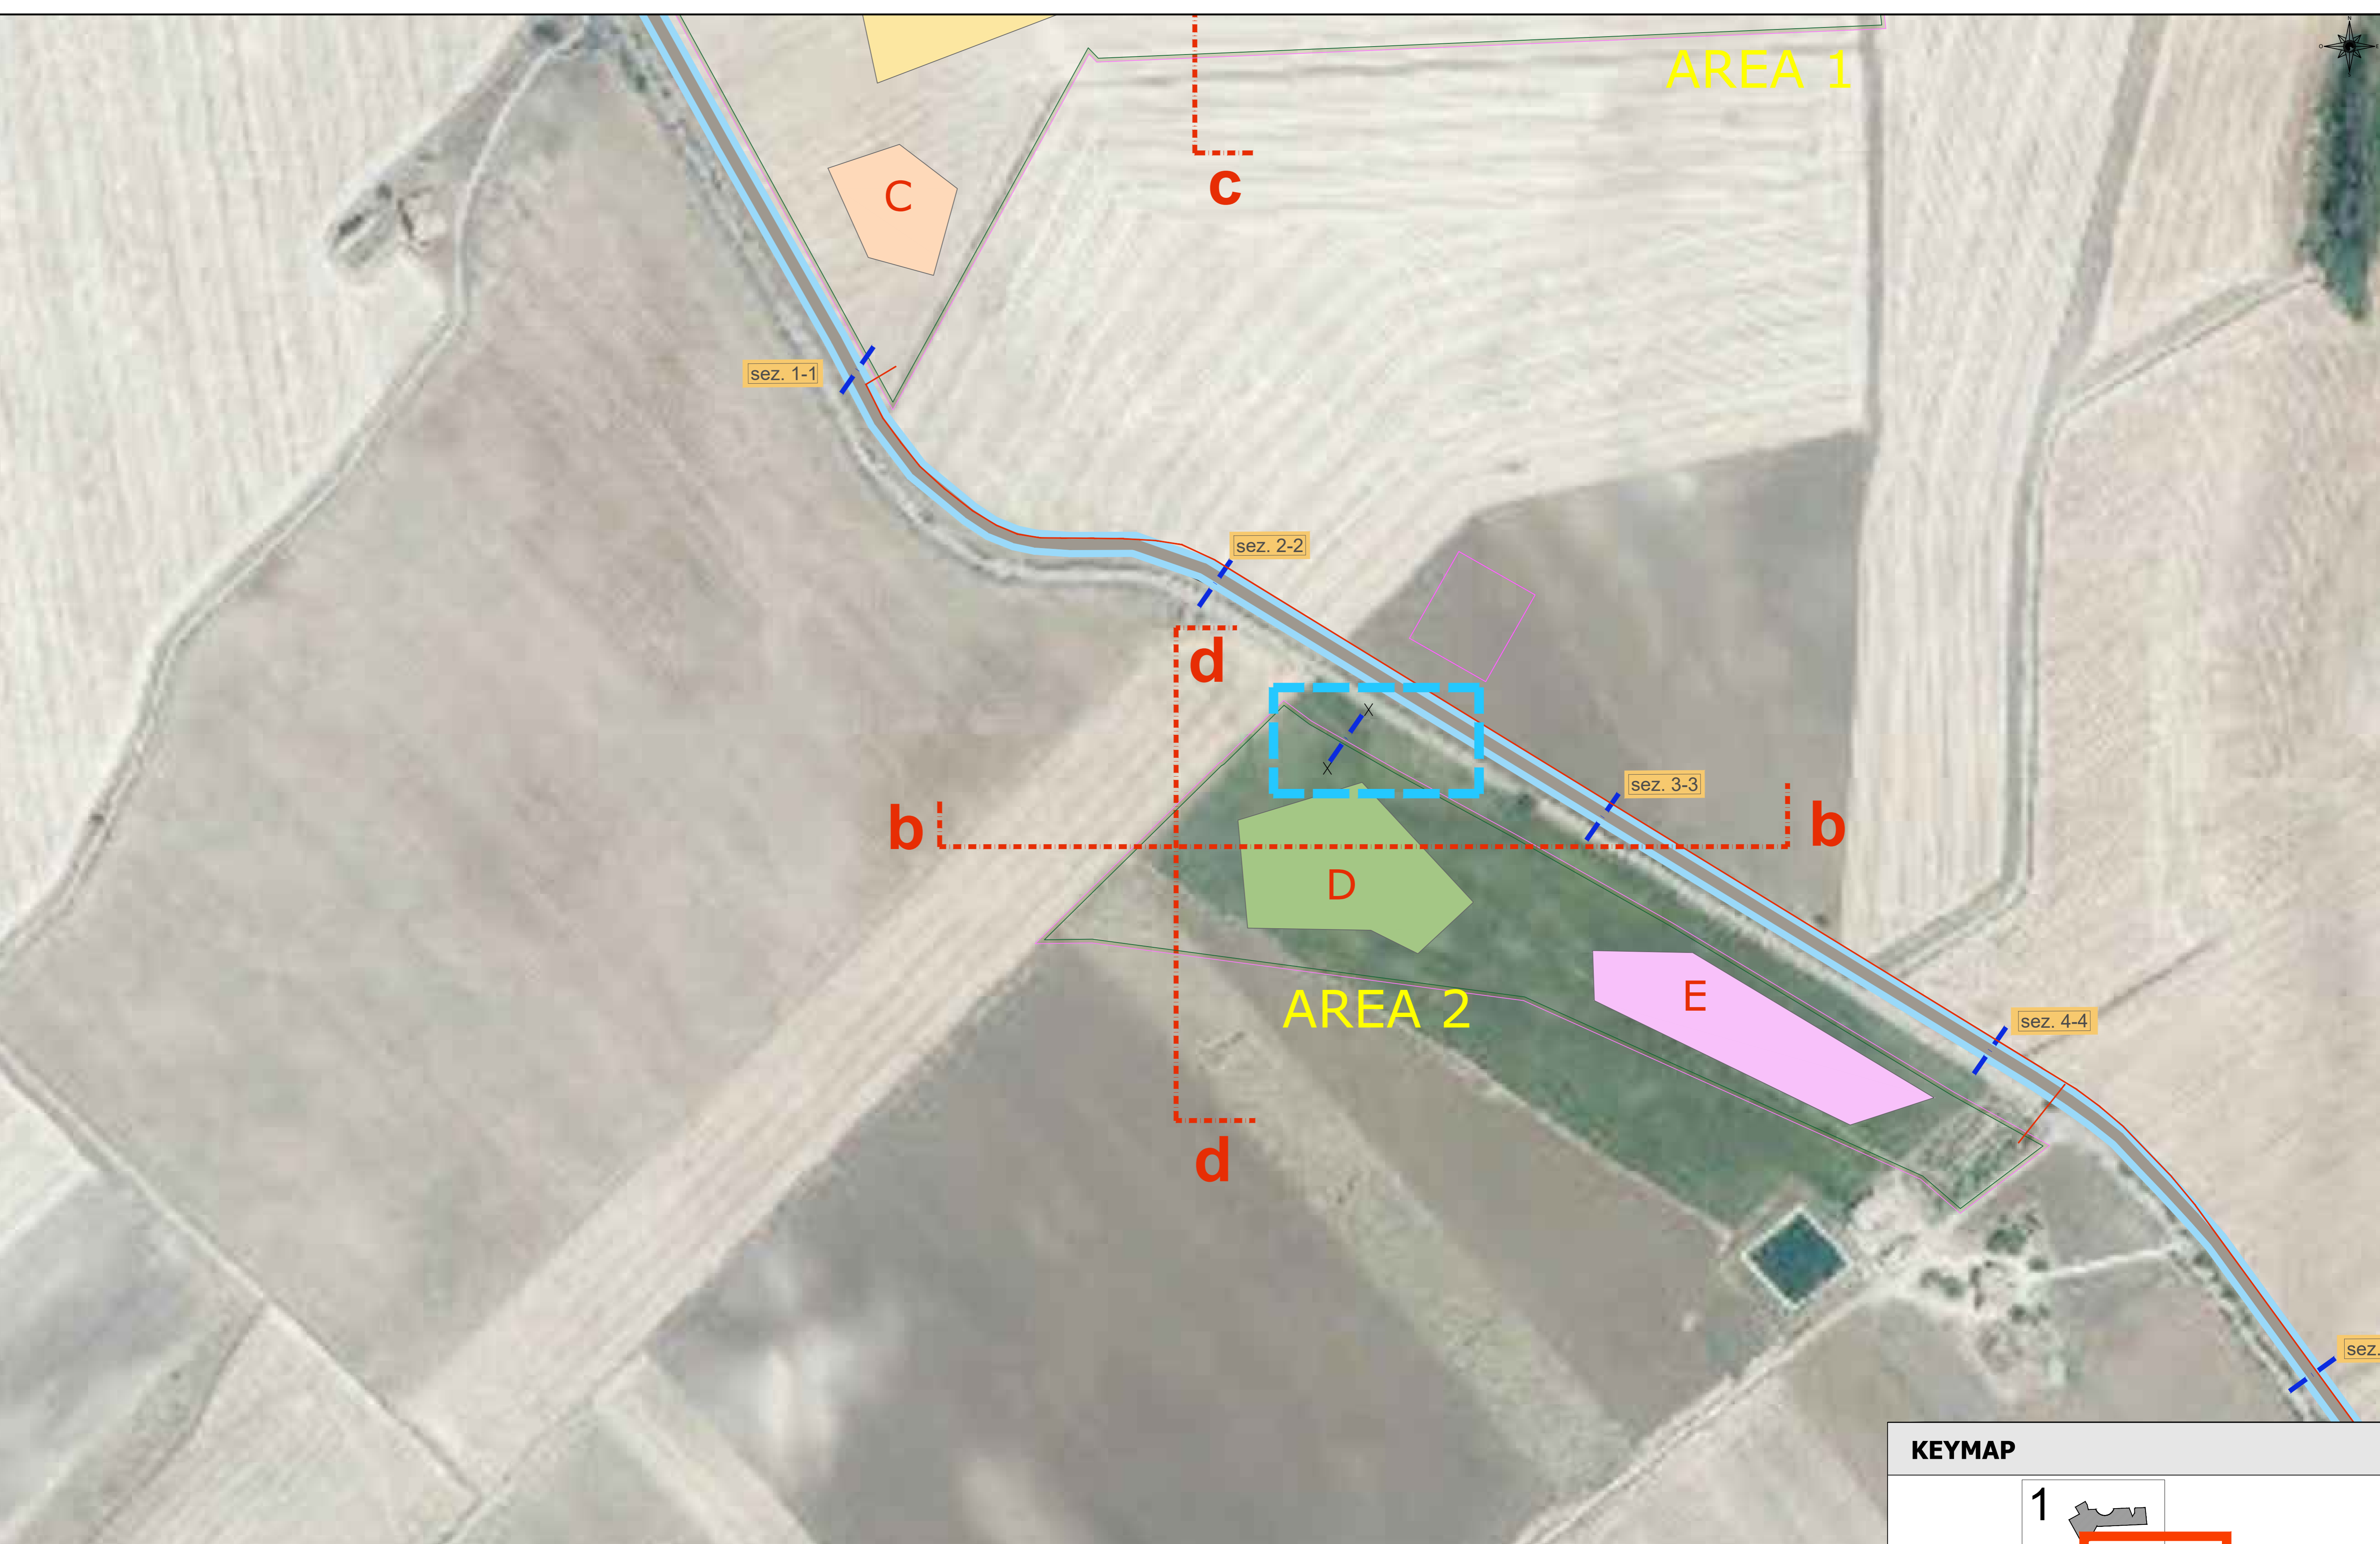 AREA 1
C
c
sez. 1-1
sez. 2-2
d
X
X
sez. 3-3
b
b
D
E
AREA 2
sez. 4-4
d
sez.
KEYMAP
1